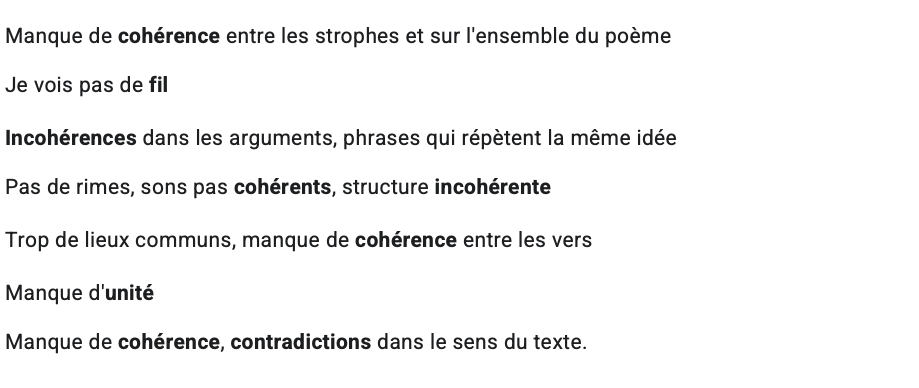 Manque de cohérence entre les strophes et sur l'ensemble du poème
Je vois pas de fil
Incohérences dans les arguments, phrases qui répètent la même idée
Pas de rimes, sons pas cohérents, structure incohérente
Trop de lieux communs, manque de cohérence entre les vers
Manque d'unité
Manque de cohérence, contradictions dans le sens du texte.